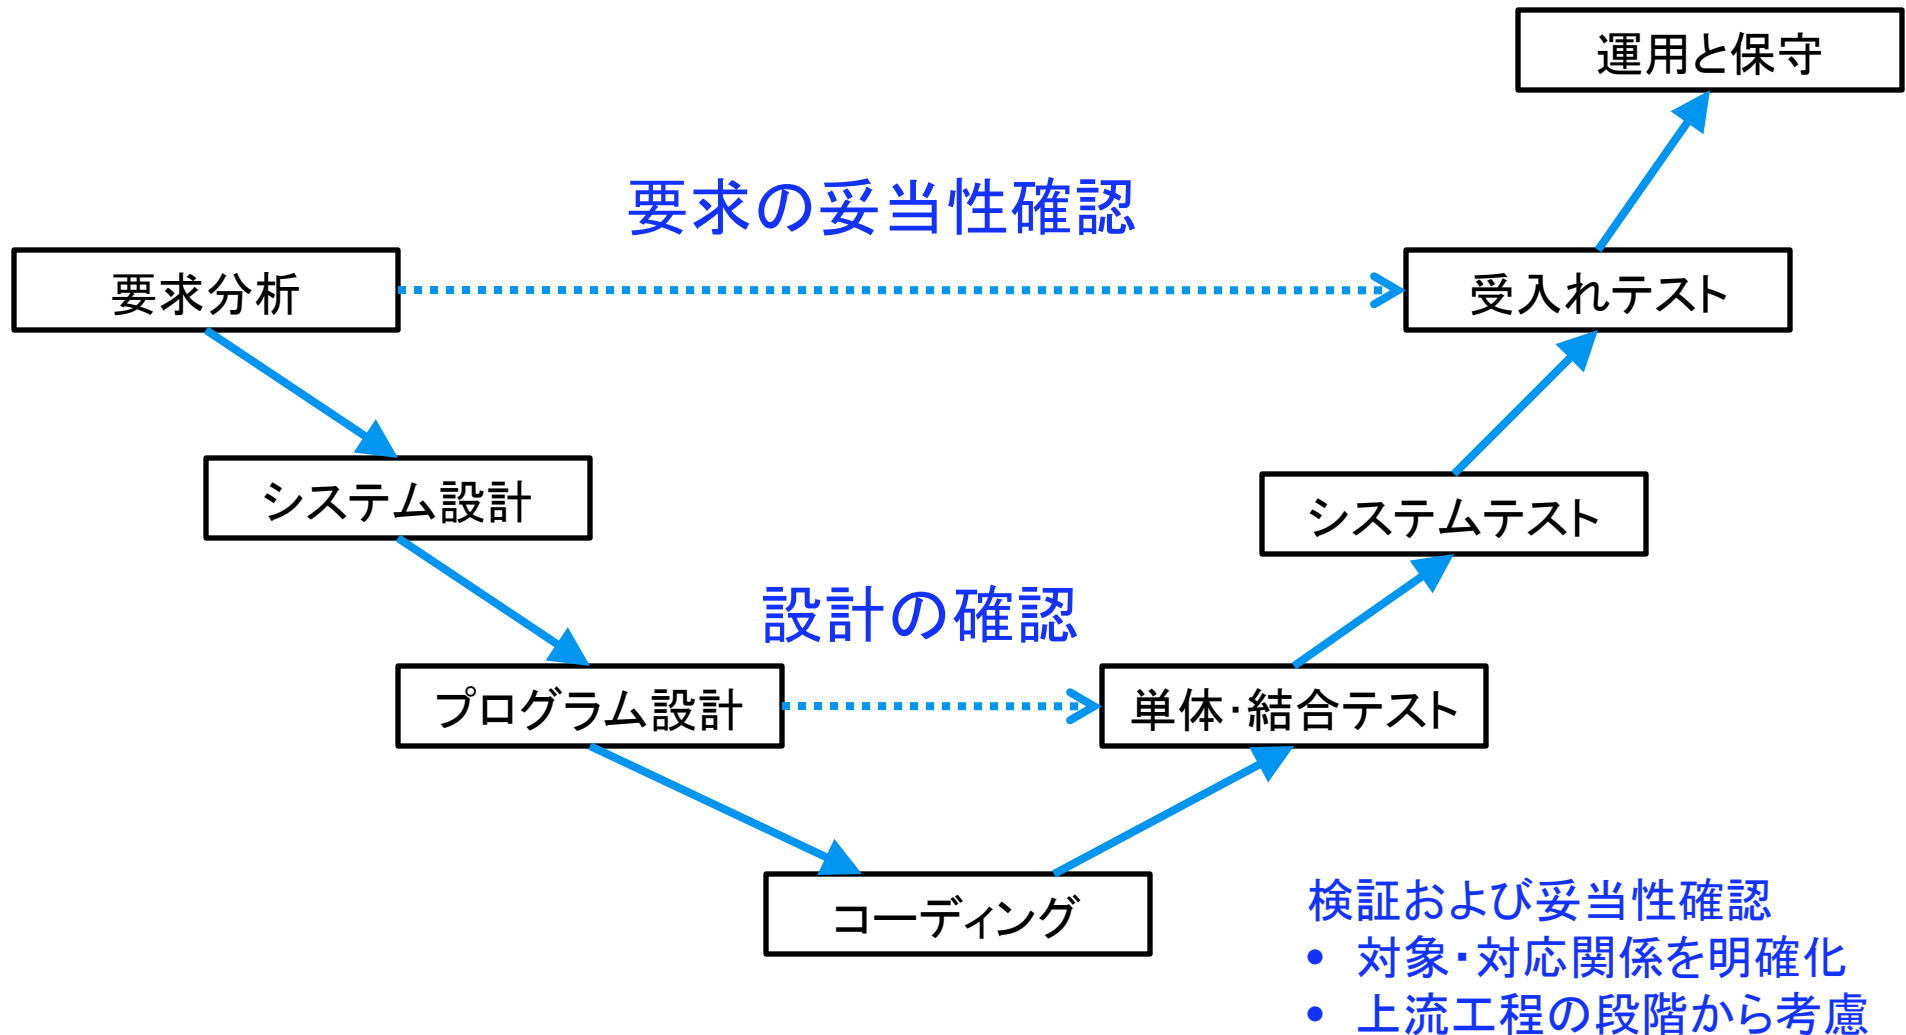 運用と保守
要求の妥当性確認
要求分析
受入れテスト
システム設計
システムテスト
設計の確認
プログラム設計
単体・結合テスト
コーディング
検証および妥当性確認
• 対象・対応関係を明確化
• 上流工程の段階から考慮